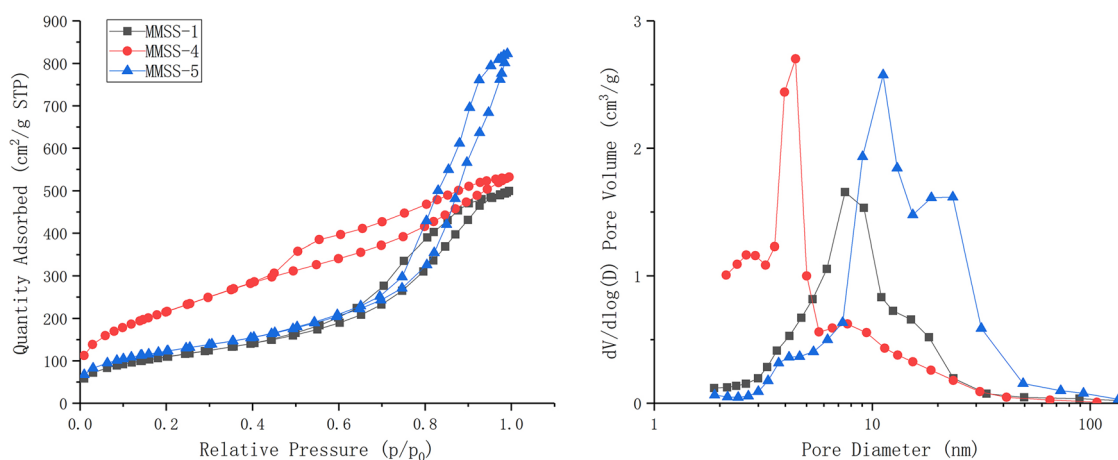 900
800
700
600
500
400
300
200
100
0
Quantity Adsorbed (cm²/g STP)
MMSS-1
MMSS-4
MMSS-5
0.0 0.2 0.4 0.6 0.8 1.0
Relative Pressure (p/p₀)
3
2
1
0
dV/dlog(D) Pore Volume (cm³/g)
1 10 100
Pore Diameter (nm)